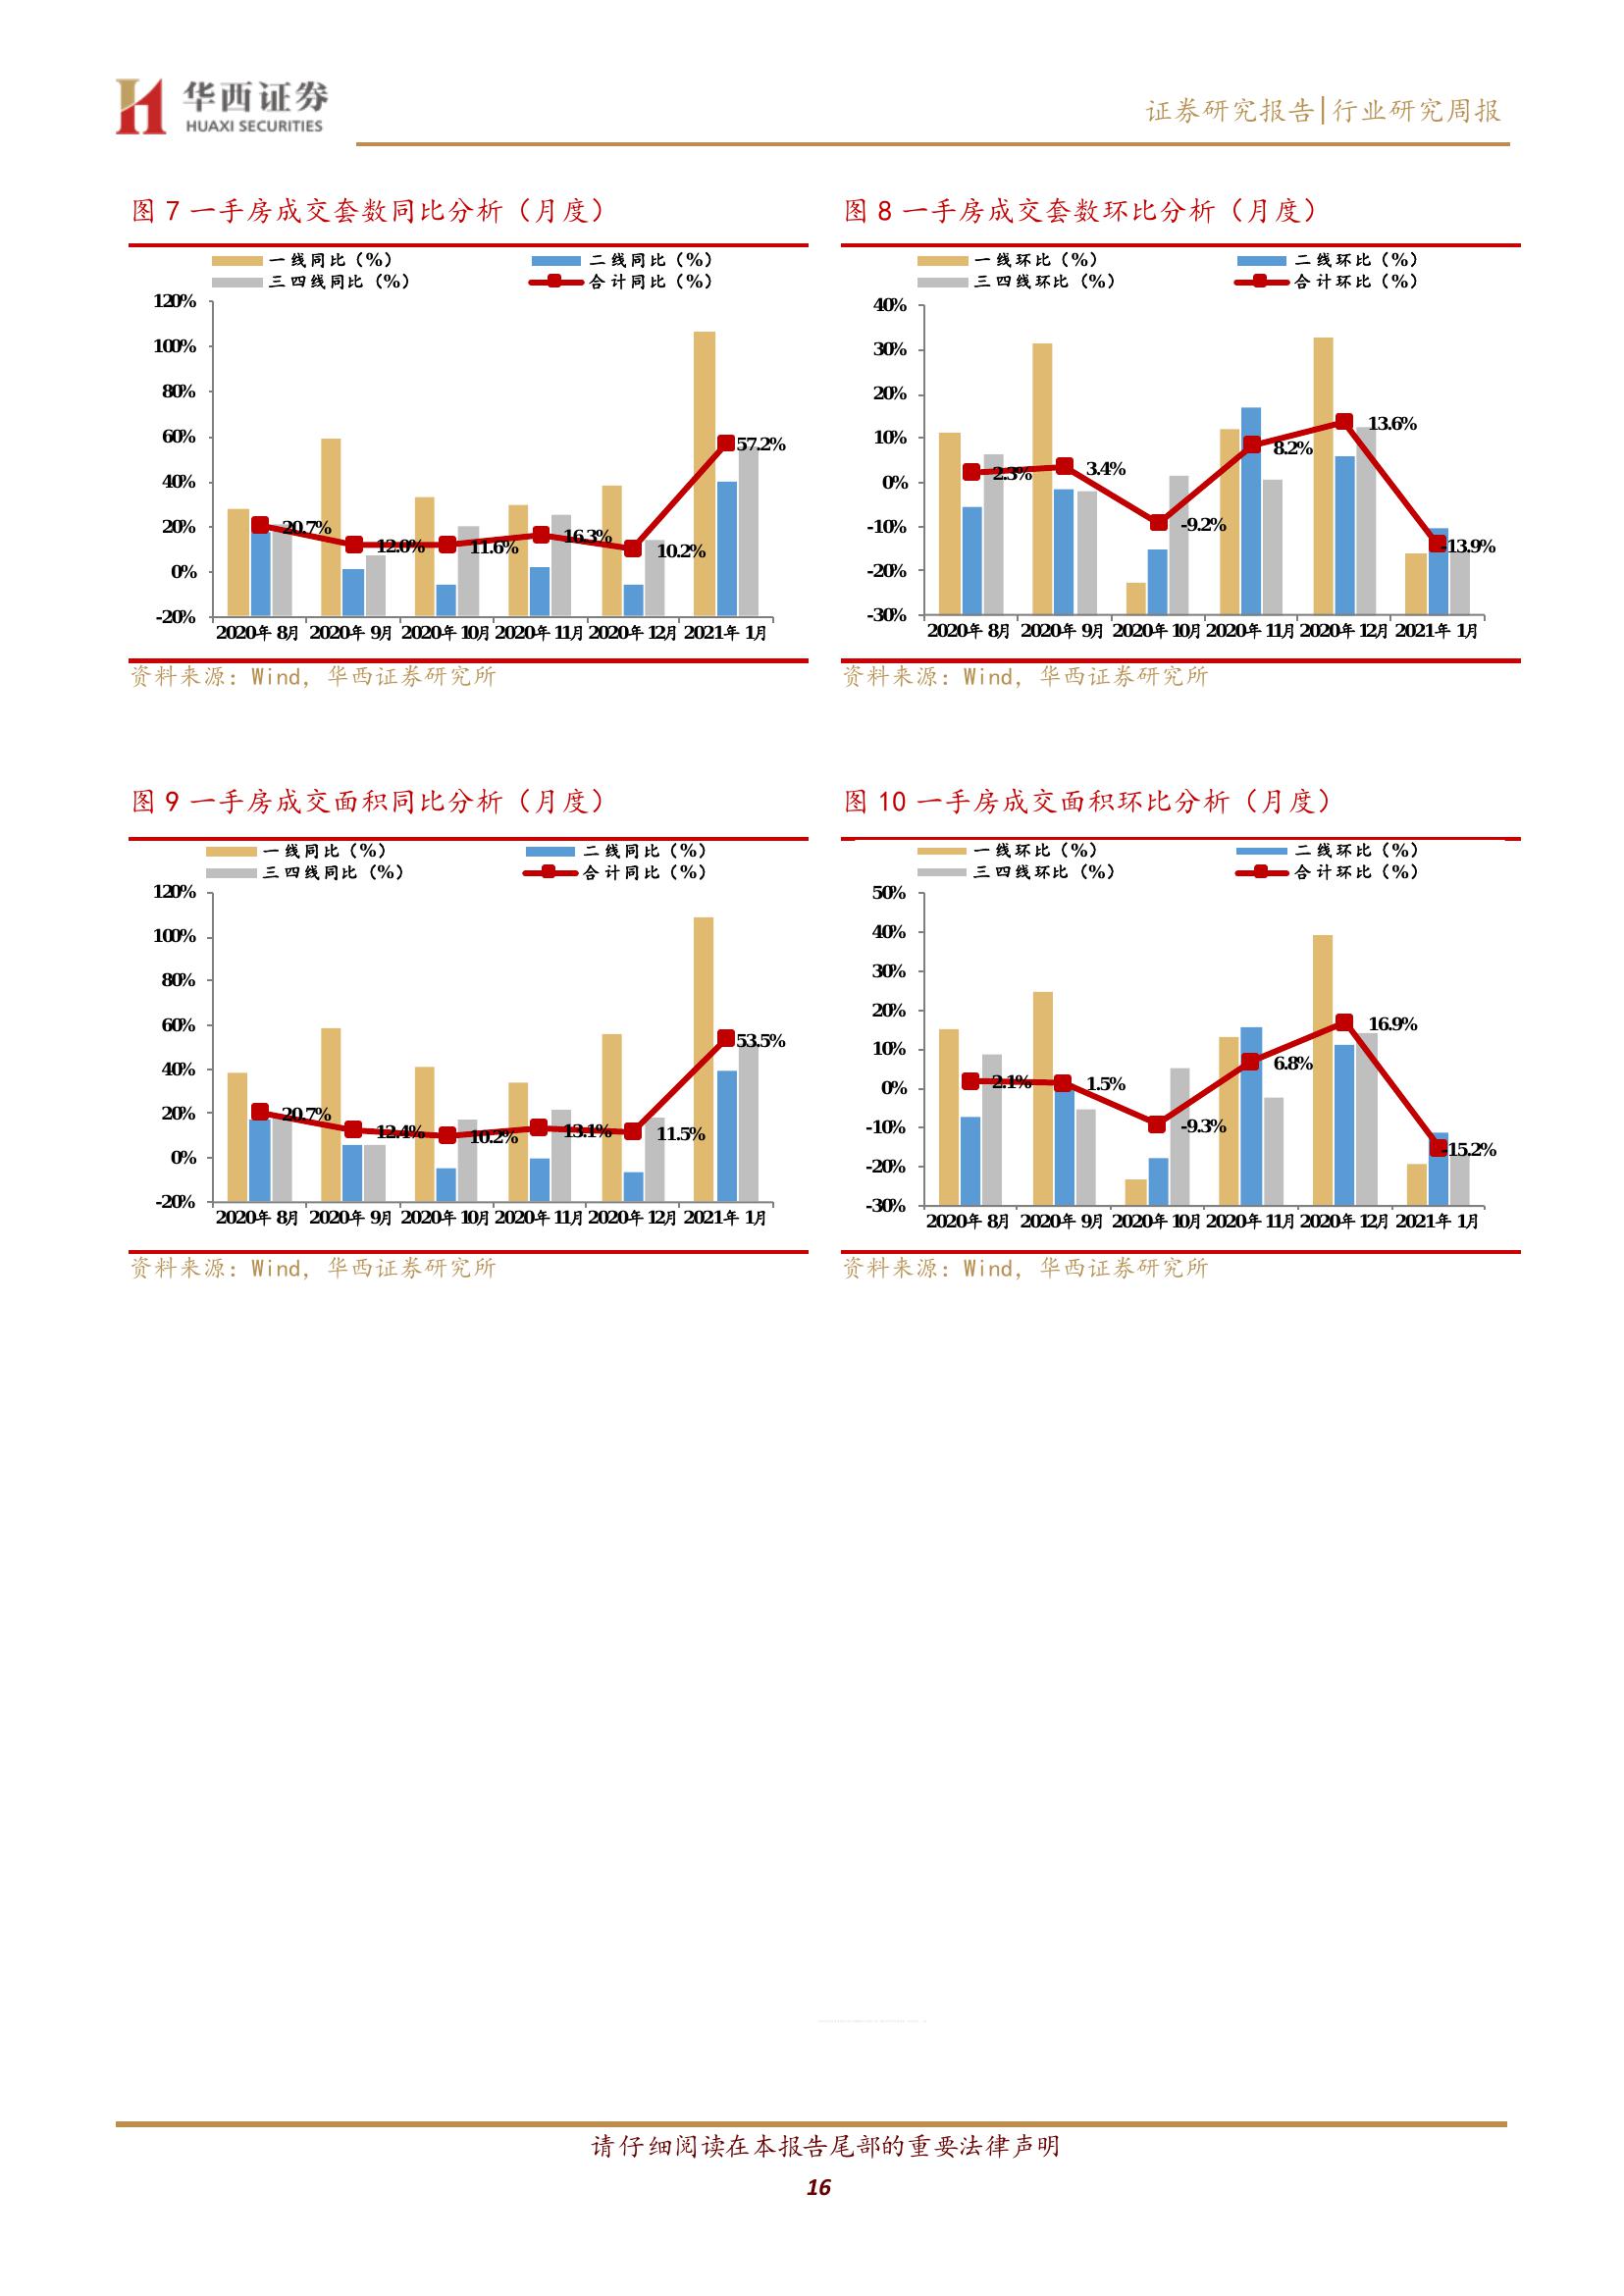 华西证券
HUAXI SECURITIES
证券研究报告|行业研究周报
图 7 一手房成交套数同比分析（月度）
一线同比（%）
二线同比（%）
三四线同比（%）
合计同比（%）
120%
100%
80%
60%
40%
20%
0%
-20%
20.7%
12.0%
11.6%
16.3%
10.2%
57.2%
2020年 8月 2020年 9月 2020年 10月 2020年 11月 2020年 12月 2021年 1月
资料来源：Wind，华西证券研究所
图 8 一手房成交套数环比分析（月度）
一线环比（%）
二线环比（%）
三四线环比（%）
合计环比（%）
40%
30%
20%
10%
0%
-10%
-20%
-30%
2.3%
3.4%
-9.2%
8.2%
13.6%
-13.9%
2020年 8月 2020年 9月 2020年 10月 2020年 11月 2020年 12月 2021年 1月
资料来源：Wind，华西证券研究所
图 9 一手房成交面积同比分析（月度）
一线同比（%）
二线同比（%）
三四线同比（%）
合计同比（%）
120%
100%
80%
60%
40%
20%
0%
-20%
20.7%
12.4%
10.2%
13.1%
11.5%
53.5%
2020年 8月 2020年 9月 2020年 10月 2020年 11月 2020年 12月 2021年 1月
资料来源：Wind，华西证券研究所
图 10 一手房成交面积环比分析（月度）
一线环比（%）
二线环比（%）
三四线环比（%）
合计环比（%）
50%
40%
30%
20%
10%
0%
-10%
-20%
-30%
2.1%
1.5%
-9.3%
6.8%
16.9%
-15.2%
2020年 8月 2020年 9月 2020年 10月 2020年 11月 2020年 12月 2021年 1月
资料来源：Wind，华西证券研究所
请仔细阅读在本报告尾部的重要法律声明
16